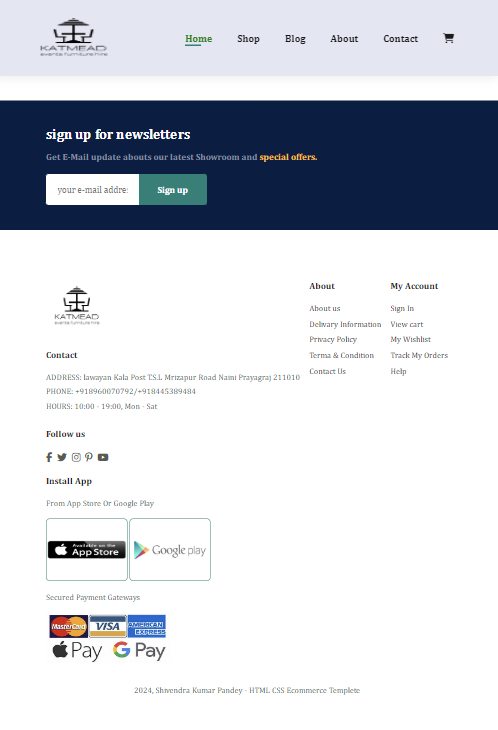 KATMEAD
events furniture hire
Home Shop Blog About Contact
sign up for newsletters
Get E-Mail update abouts our latest Showroom and special offers.
your e-mail addre: Sign up
KATMEAD
events furniture hire
Contact
ADDRESS: lawayan Kala Post T.S.L Mrizapur Road Naini Prayagraj 211010
PHONE: +918960070792/+918445389484
HOURS: 10:00 - 19:00, Mon - Sat
Follow us
Install App
From App Store Or Google Play
Available on the
App Store
Google play
Secured Payment Gateways
MasterCard VISA AMERICAN EXPRESS
Pay G Pay
About
About us
Delivary Information
Privacy Policy
Terma & Condition
Contact Us
My Account
Sign In
View cart
My Wishlist
Track My Orders
Help
2024, Shivendra Kumar Pandey - HTML CSS Ecommerce Templete